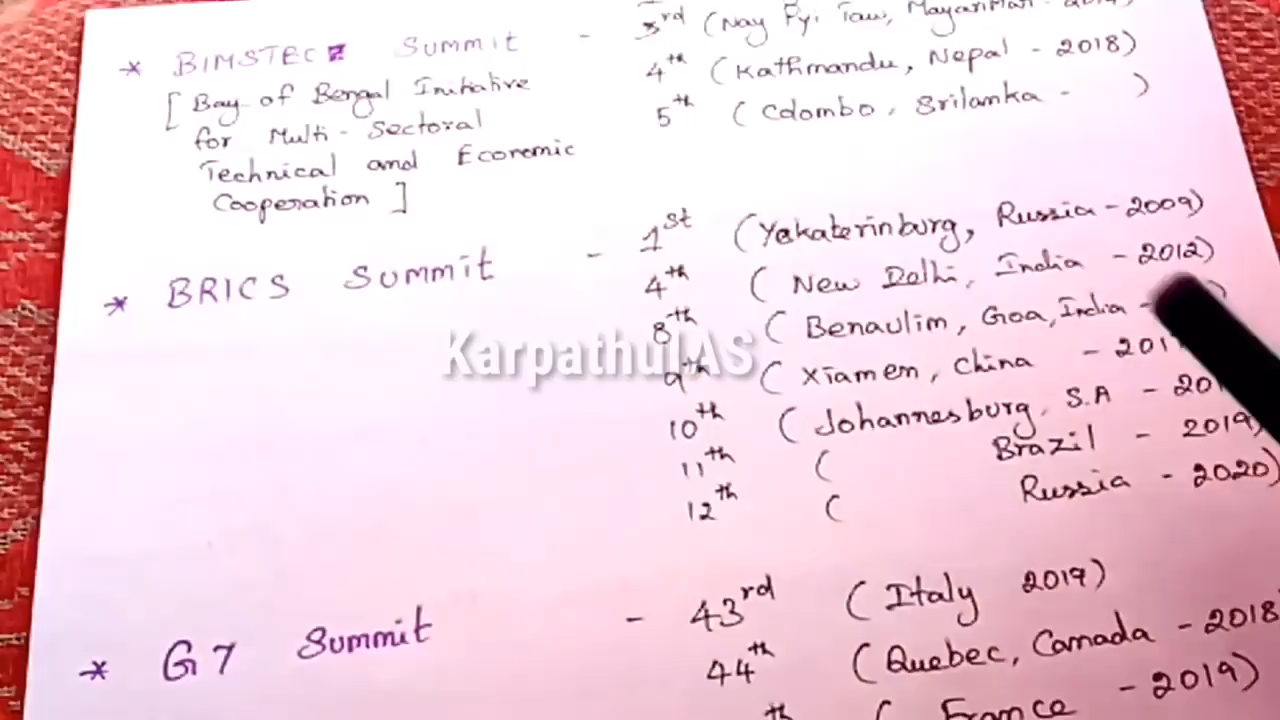 * BIMSTEC Summit - 3rd (Nay Pyi Taw, Mayanmar - 2014)
[Bay of Bengal Initiative 4th (Kathmandu, Nepal - 2018)
for Multi-Sectoral 5th (Colombo, Srilanka - )
Technical and Economic
Cooperation]
* BRICS Summit - 1st (Yekaterinburg, Russia - 2009)
4th (New Delhi, India - 2012)
8th (Benaulim, Goa, India - )
9th (Xiamen, China - 201
10th (Johannesburg, S.A - 20
11th ( Brazil - 2019)
12th ( Russia - 2020)
KarpathuIAS
* G7 Summit - 43rd (Italy 2017)
44th (Quebec, Canada - 2018
th ( France - 2019)